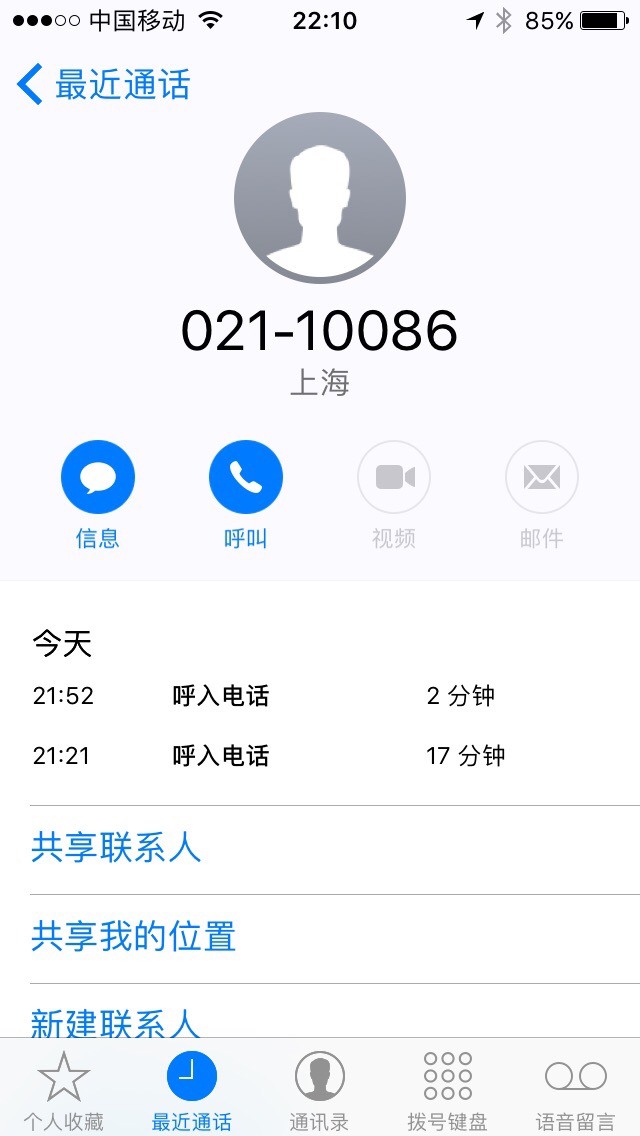 中国移动 22:10 85%
最近通话
021-10086
上海
信息 呼叫 视频 邮件
今天
21:52 呼入电话 2 分钟
21:21 呼入电话 17 分钟
共享联系人
共享我的位置
新建联系人
个人收藏 最近通话 通讯录 拨号键盘 语音留言